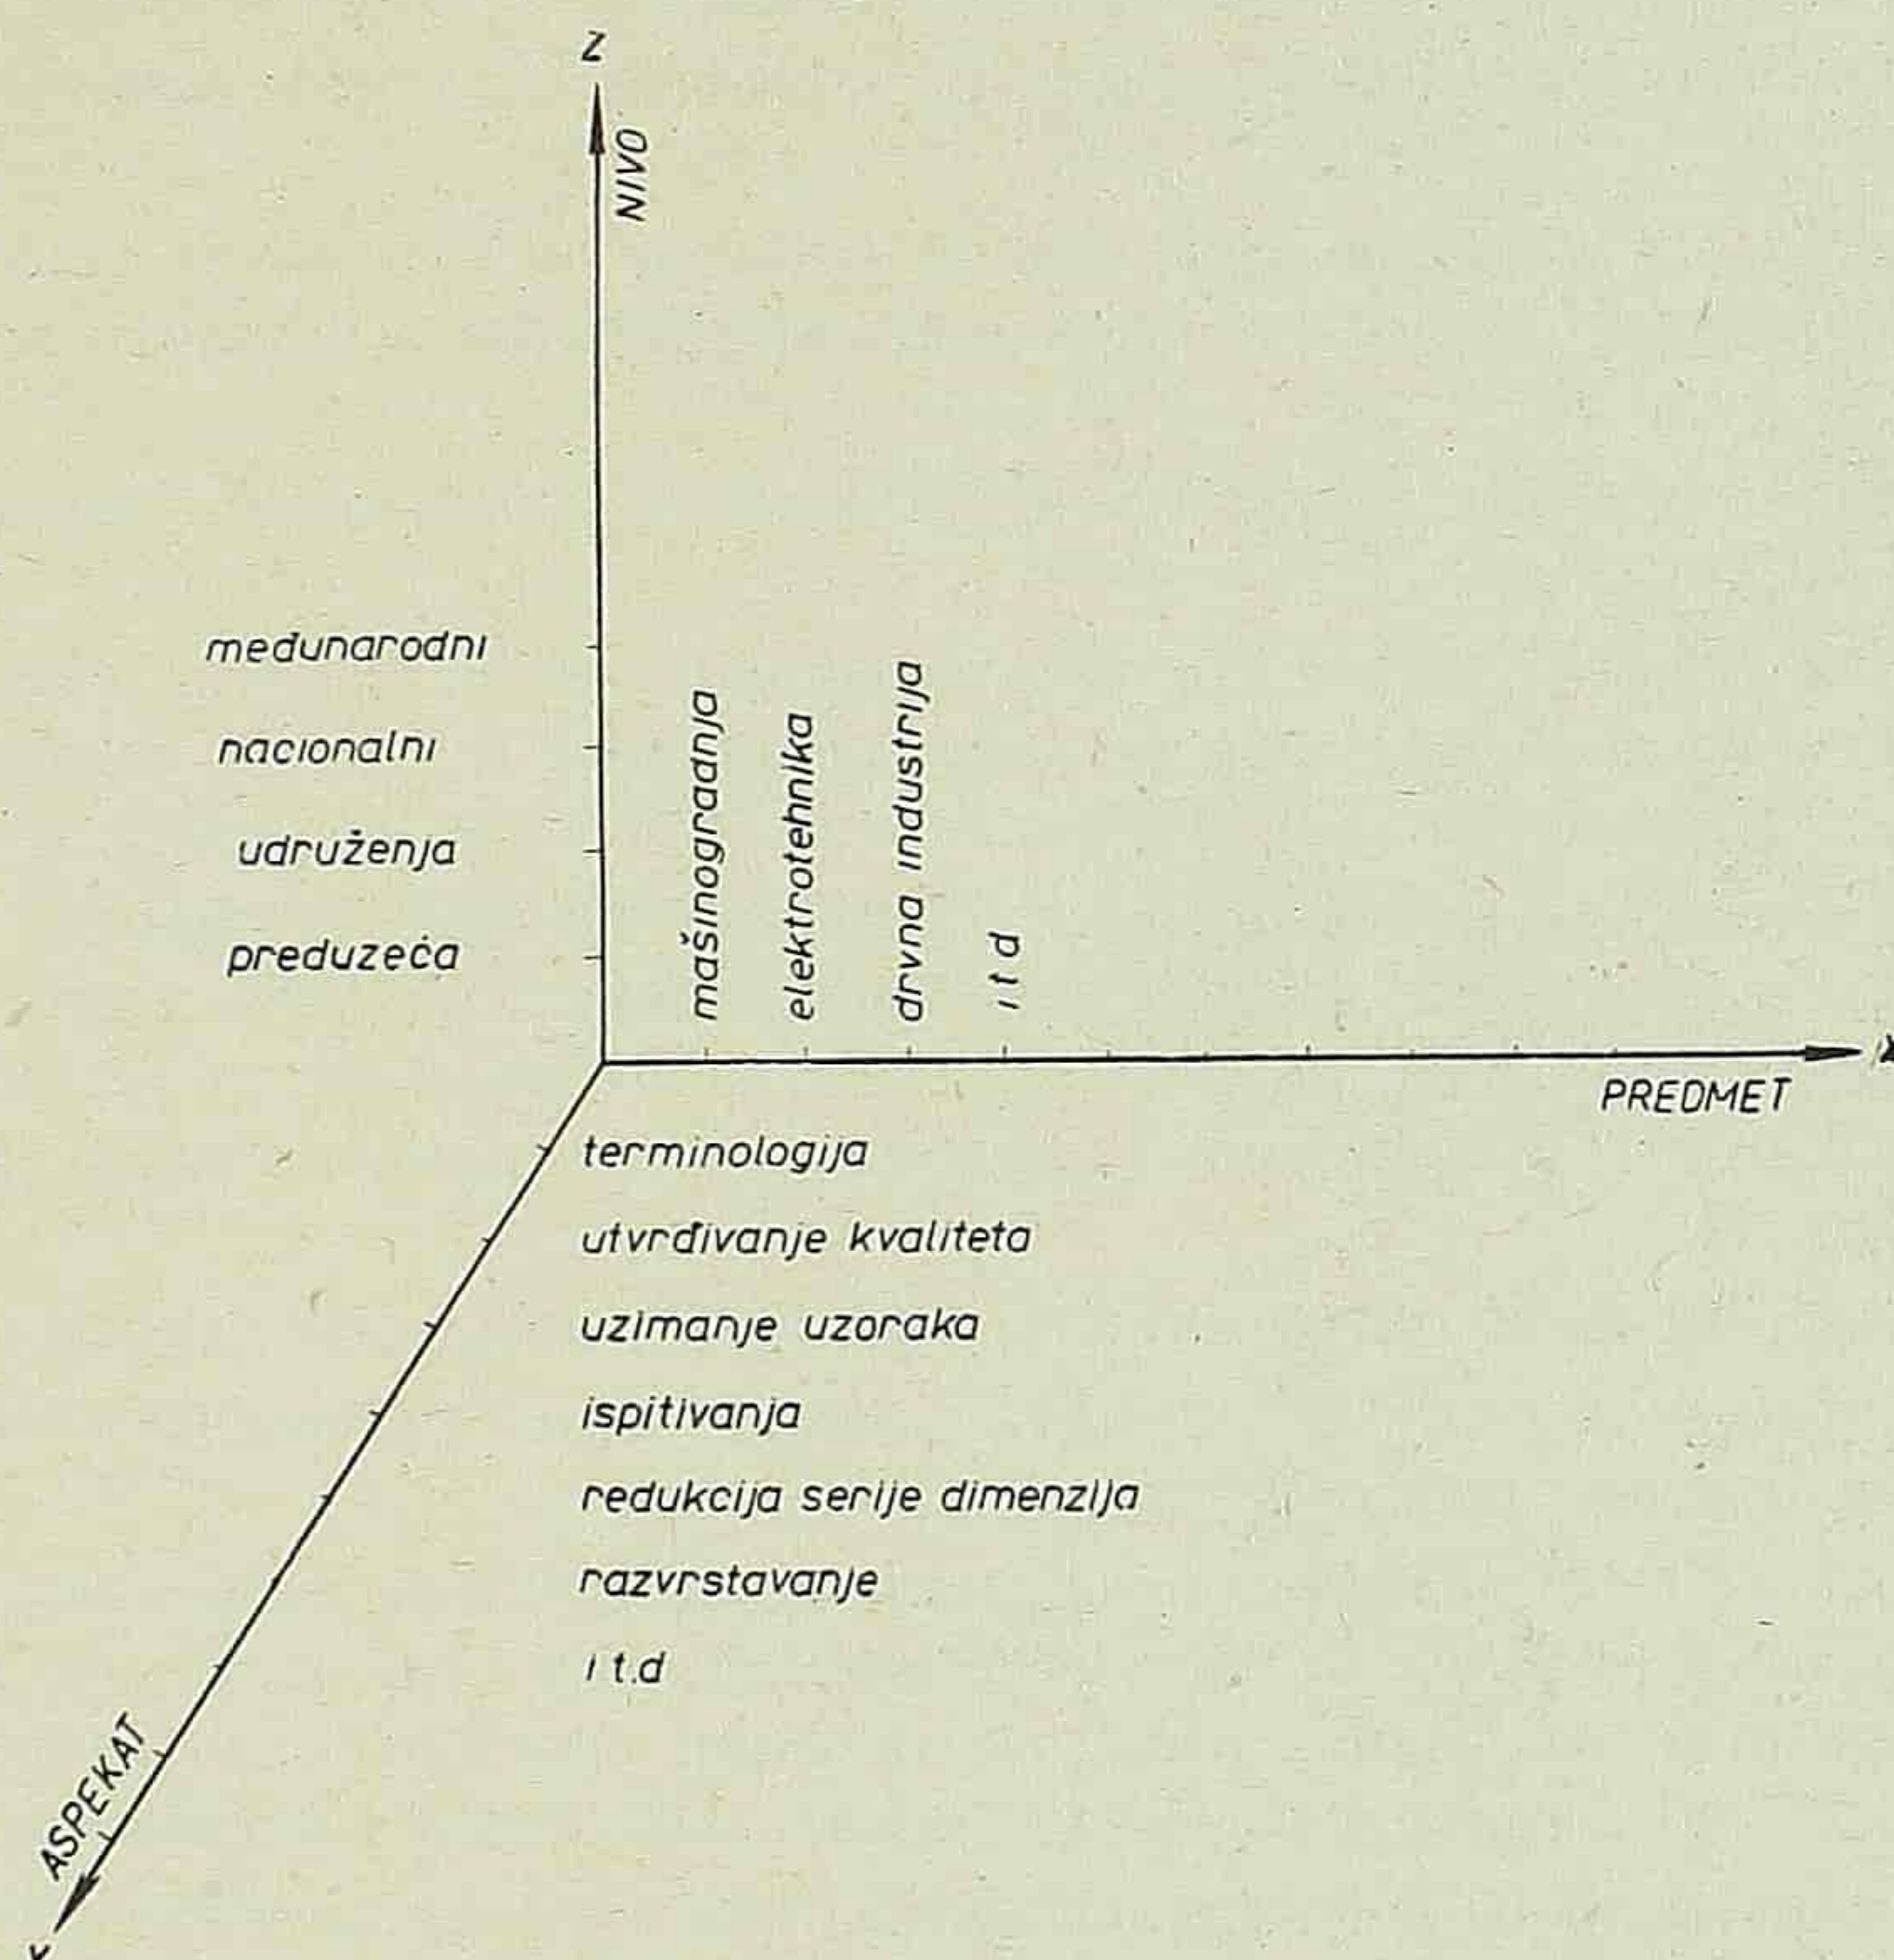 Z
NIVO
međunarodni
nacionalni
udruženja
preduzeća
mašinogradnja
elektrotehnika
drvna industrija
i t d
PREDMET
terminologija
utvrđivanje kvaliteta
uzimanje uzoraka
ispitivanja
redukcija serije dimenzija
razvrstavanje
i t.d
ASPEKAT